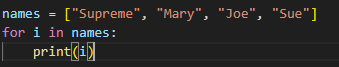 names = ["Supreme", "Mary", "Joe", "Sue"]
for i in names:
    print(i)